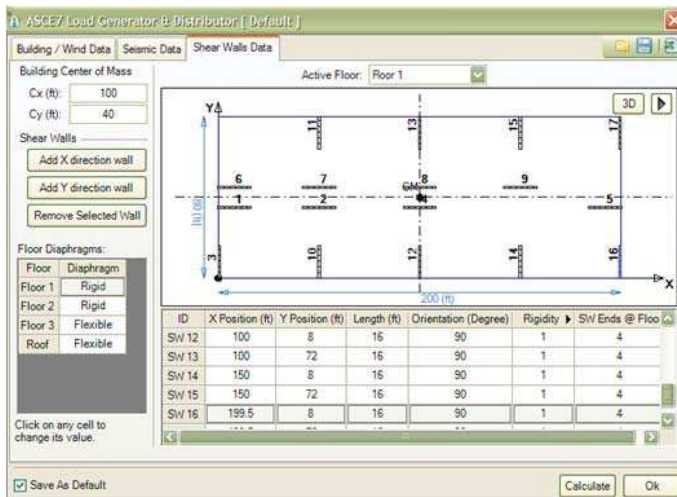 ASCE7 Load Generator & Distributor [ Default ]
Building / Wind Data
Seismic Data
Shear Walls Data
Building Center of Mass
Cx (ft): 100
Cy (ft): 40
Shear Walls
Add X direction wall
Add Y direction wall
Remove Selected Wall
Floor Diaphragms:
Floor Diaphragm
Floor 1 Rigid
Floor 2 Rigid
Floor 3 Flexible
Roof Flexible
Click on any cell to
change its value.
Active Floor: Floor 1
3D
Y
11 13 15 17
6 7 8 9
CM
1 2 4 5
80 (ft)
3 10 12 14 16
X
200 (ft)
ID X Position (ft) Y Position (ft) Length (ft) Orientation (Degree) Rigidity SW Ends @ Floo
SW 12 100 8 16 90 1 4
SW 13 100 72 16 90 1 4
SW 14 150 8 16 90 1 4
SW 15 150 72 16 90 1 4
SW 16 199.5 8 16 90 1 4
Save As Default
Calculate
Ok